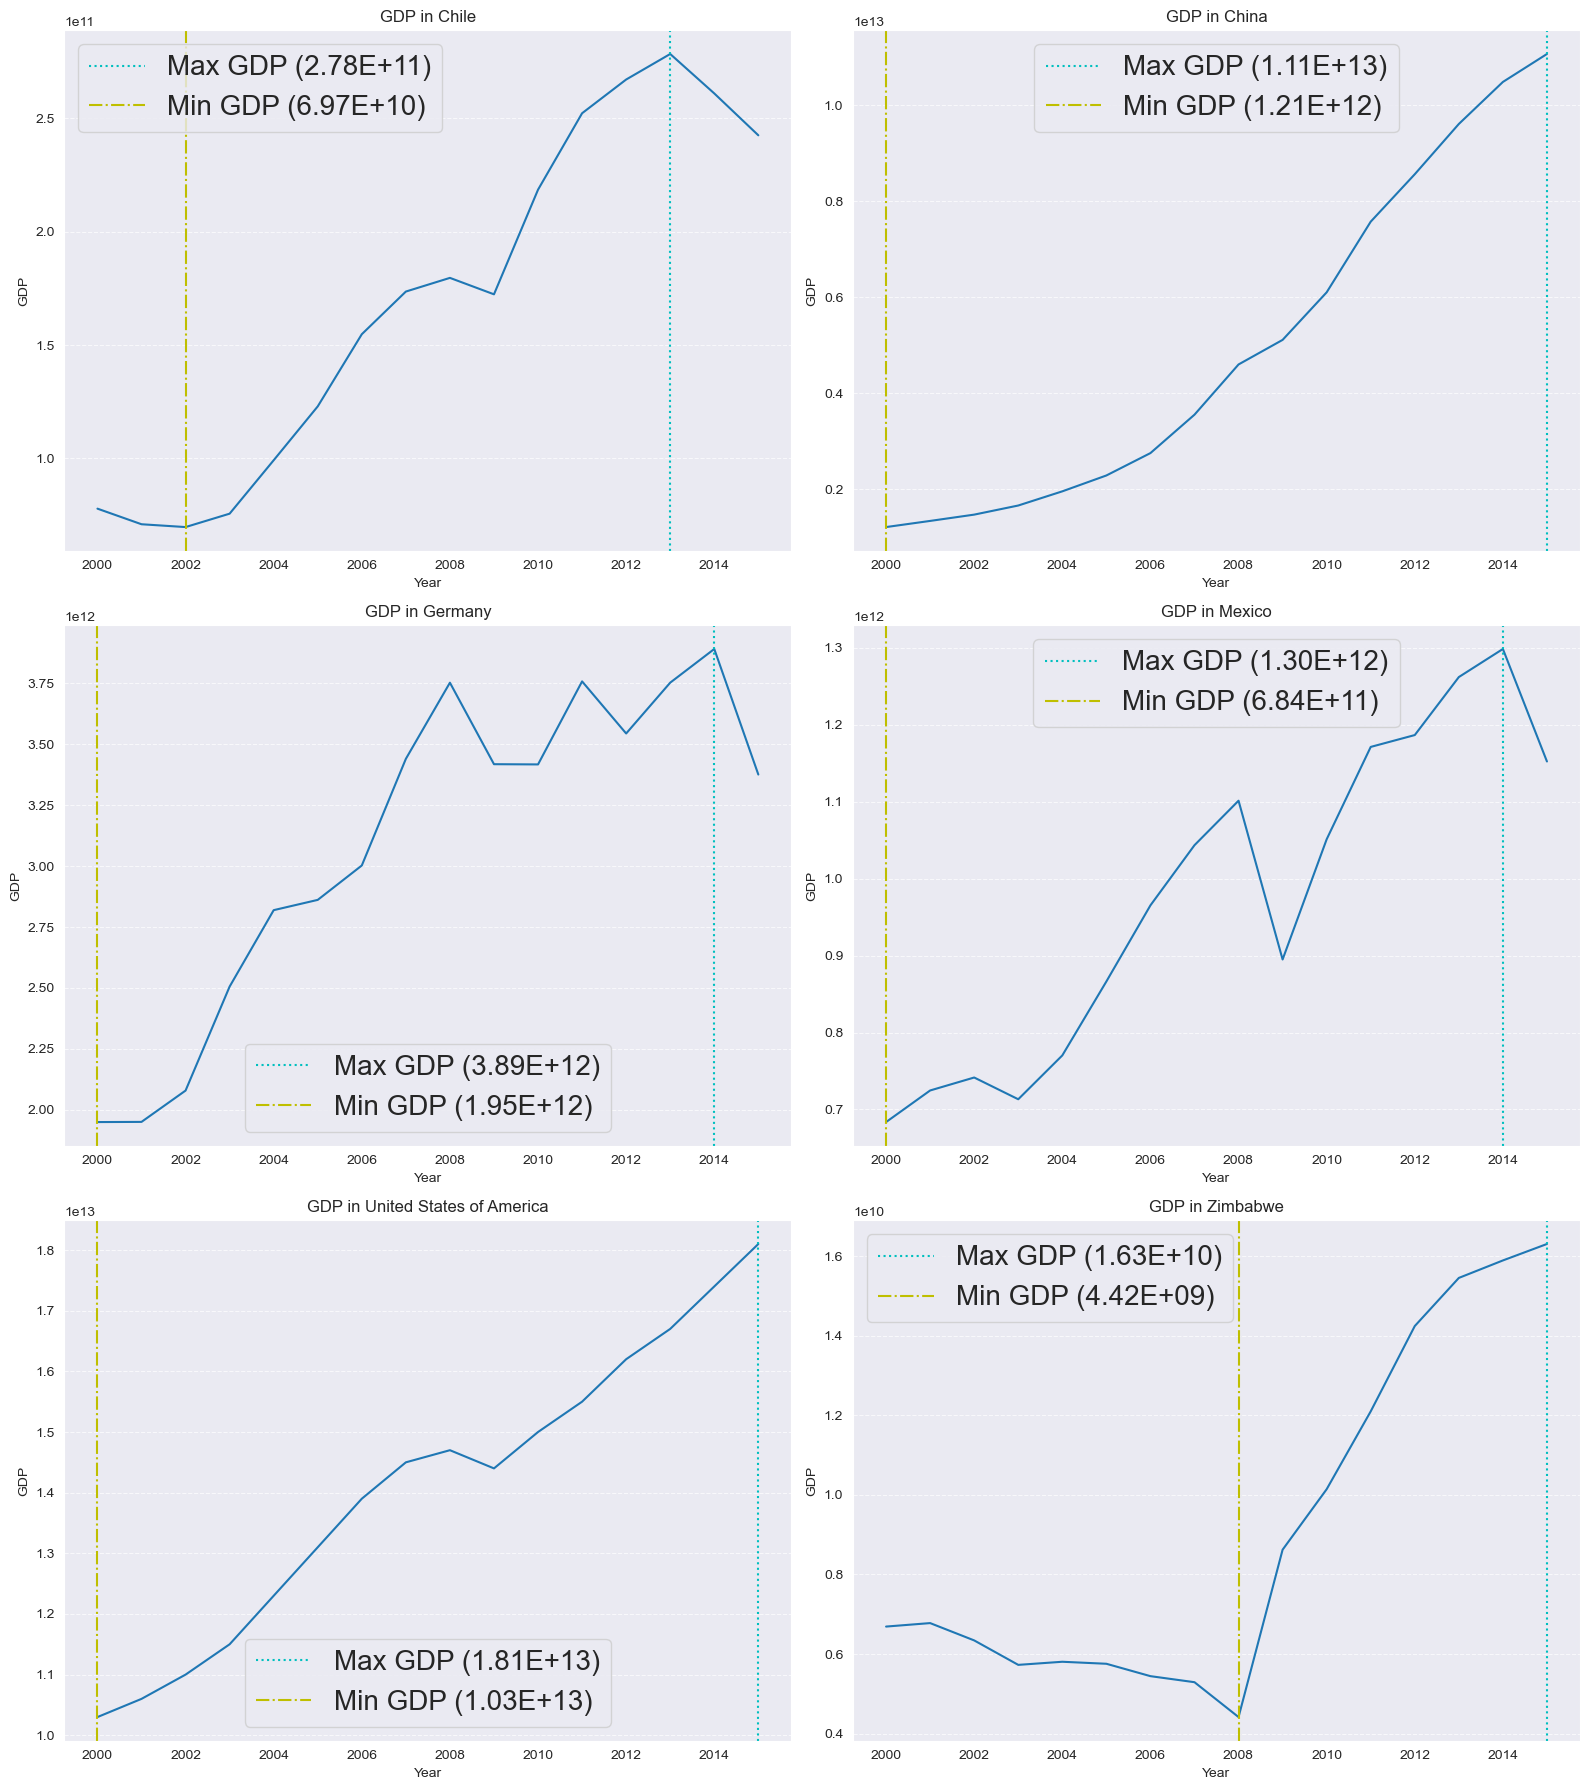 GDP in Chile
1e11
Max GDP (2.78E+11)
Min GDP (6.97E+10)
2.5
2.0
1.5
1.0
GDP
2000 2002 2004 2006 2008 2010 2012 2014
Year
GDP in China
1e13
Max GDP (1.11E+13)
Min GDP (1.21E+12)
1.0
0.8
0.6
0.4
0.2
GDP
2000 2002 2004 2006 2008 2010 2012 2014
Year
GDP in Germany
1e12
3.75
3.50
3.25
3.00
2.75
2.50
2.25
2.00
GDP
Max GDP (3.89E+12)
Min GDP (1.95E+12)
2000 2002 2004 2006 2008 2010 2012 2014
Year
GDP in Mexico
1e12
Max GDP (1.30E+12)
Min GDP (6.84E+11)
1.3
1.2
1.1
1.0
0.9
0.8
0.7
GDP
2000 2002 2004 2006 2008 2010 2012 2014
Year
GDP in United States of America
1e13
1.8
1.7
1.6
1.5
1.4
1.3
1.2
1.1
1.0
GDP
Max GDP (1.81E+13)
Min GDP (1.03E+13)
2000 2002 2004 2006 2008 2010 2012 2014
Year
GDP in Zimbabwe
1e10
Max GDP (1.63E+10)
Min GDP (4.42E+09)
1.6
1.4
1.2
1.0
0.8
0.6
0.4
GDP
2000 2002 2004 2006 2008 2010 2012 2014
Year